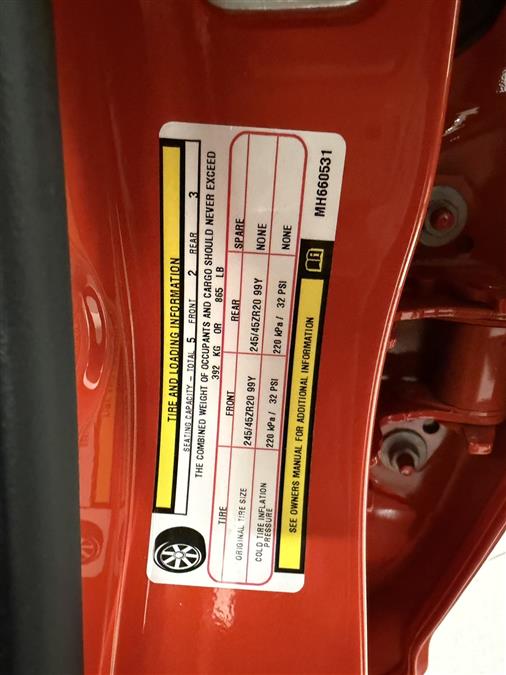 TIRE AND LOADING INFORMATION
SEATING CAPACITY - TOTAL 5 FRONT 2 REAR 3
THE COMBINED WEIGHT OF OCCUPANTS AND CARGO SHOULD NEVER EXCEED
392 KG OR 865 LB
TIRE FRONT REAR SPARE
ORIGINAL TIRE SIZE 245/45ZR20 99Y 245/45ZR20 99Y NONE
COLD TIRE INFLATION PRESSURE 220 kPa / 32 PSI 220 kPa / 32 PSI NONE
SEE OWNERS MANUAL FOR ADDITIONAL INFORMATION
MH660531